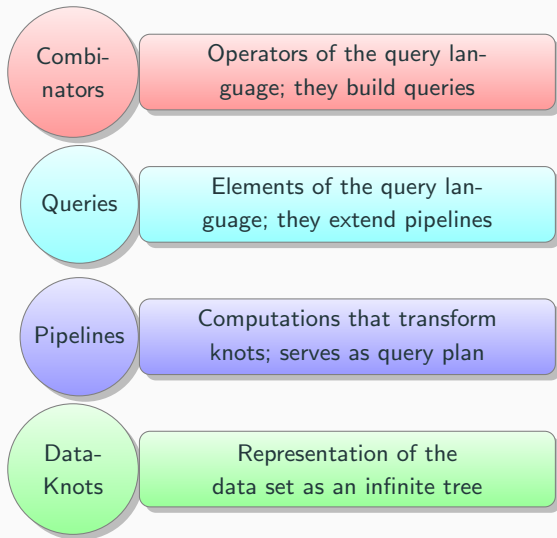 Combi-
nators
Operators of the query lan-
guage; they build queries
Queries
Elements of the query lan-
guage; they extend pipelines
Pipelines
Computations that transform
knots; serves as query plan
Data-
Knots
Representation of the
data set as an infinite tree